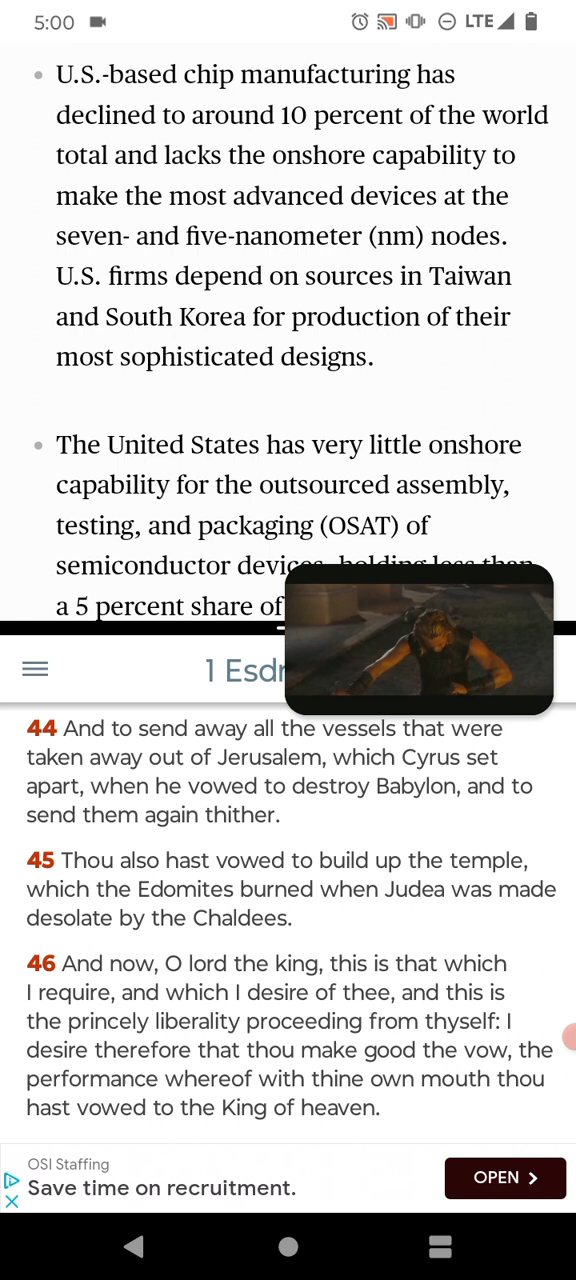 5:00 LTE
U.S.-based chip manufacturing has
declined to around 10 percent of the world
total and lacks the onshore capability to
make the most advanced devices at the
seven- and five-nanometer (nm) nodes.
U.S. firms depend on sources in Taiwan
and South Korea for production of their
most sophisticated designs.
The United States has very little onshore
capability for the outsourced assembly,
testing, and packaging (OSAT) of
semiconductor devices, holding less than
a 5 percent share of
1 Esdr
44 And to send away all the vessels that were
taken away out of Jerusalem, which Cyrus set
apart, when he vowed to destroy Babylon, and to
send them again thither.
45 Thou also hast vowed to build up the temple,
which the Edomites burned when Judea was made
desolate by the Chaldees.
46 And now, O lord the king, this is that which
I require, and which I desire of thee, and this is
the princely liberality proceeding from thyself: I
desire therefore that thou make good the vow, the
performance whereof with thine own mouth thou
hast vowed to the King of heaven.
OSI Staffing
Save time on recruitment.
OPEN